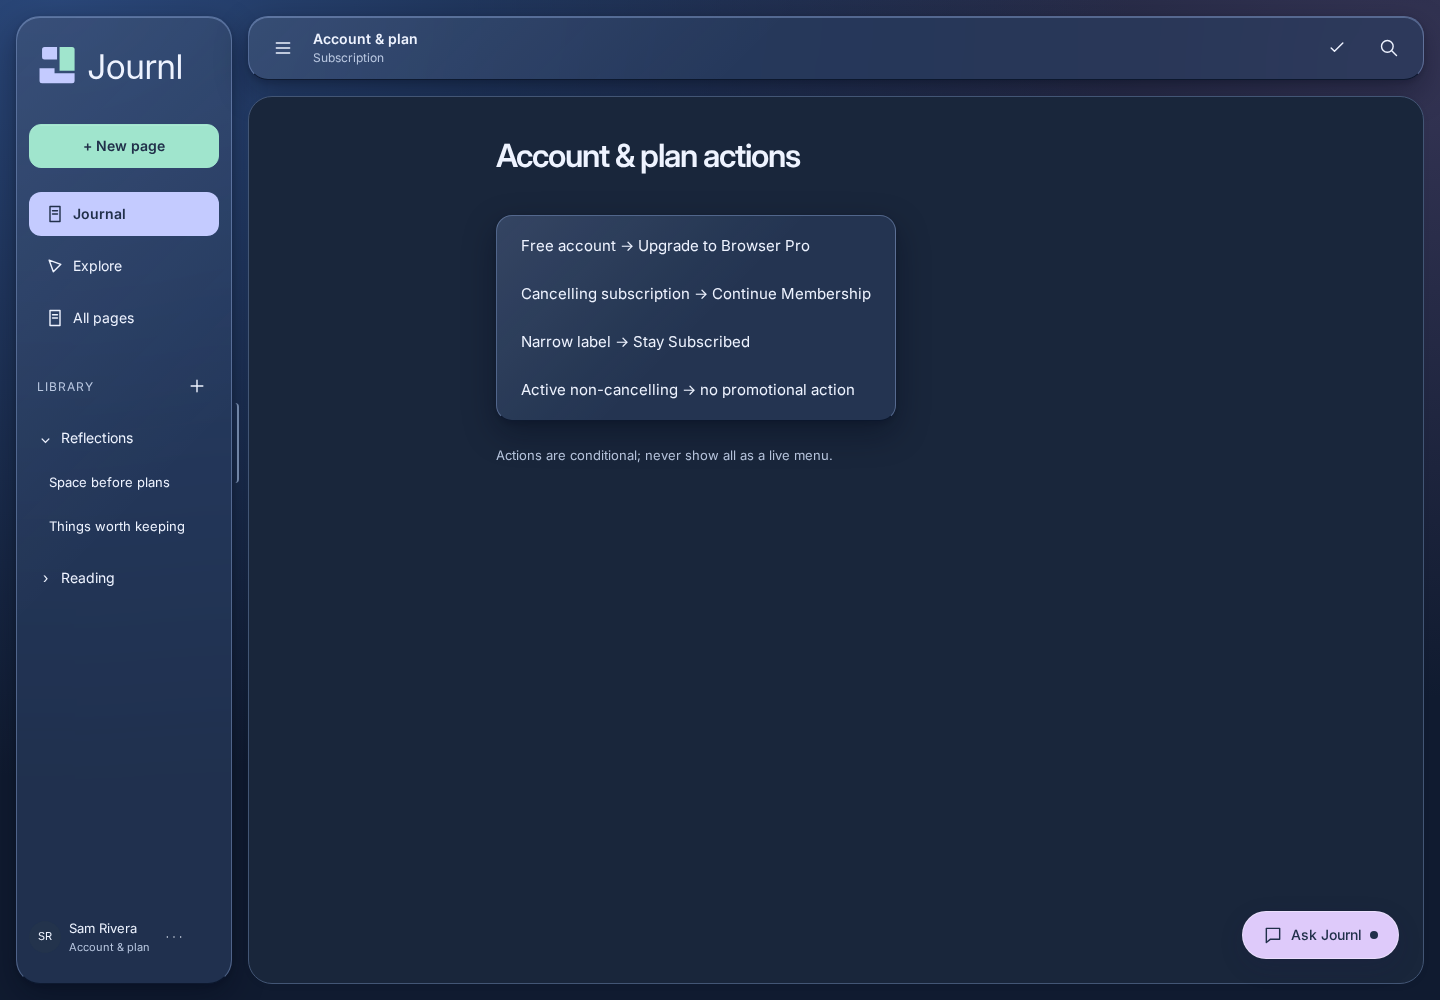 Journl
+ New page
Journal
Explore
All pages
LIBRARY
Reflections
Space before plans
Things worth keeping
Reading
SR
Sam Rivera
Account & plan
...
Account & plan
Subscription
Account & plan actions
Free account → Upgrade to Browser Pro
Cancelling subscription → Continue Membership
Narrow label → Stay Subscribed
Active non-cancelling → no promotional action
Actions are conditional; never show all as a live menu.
Ask Journl